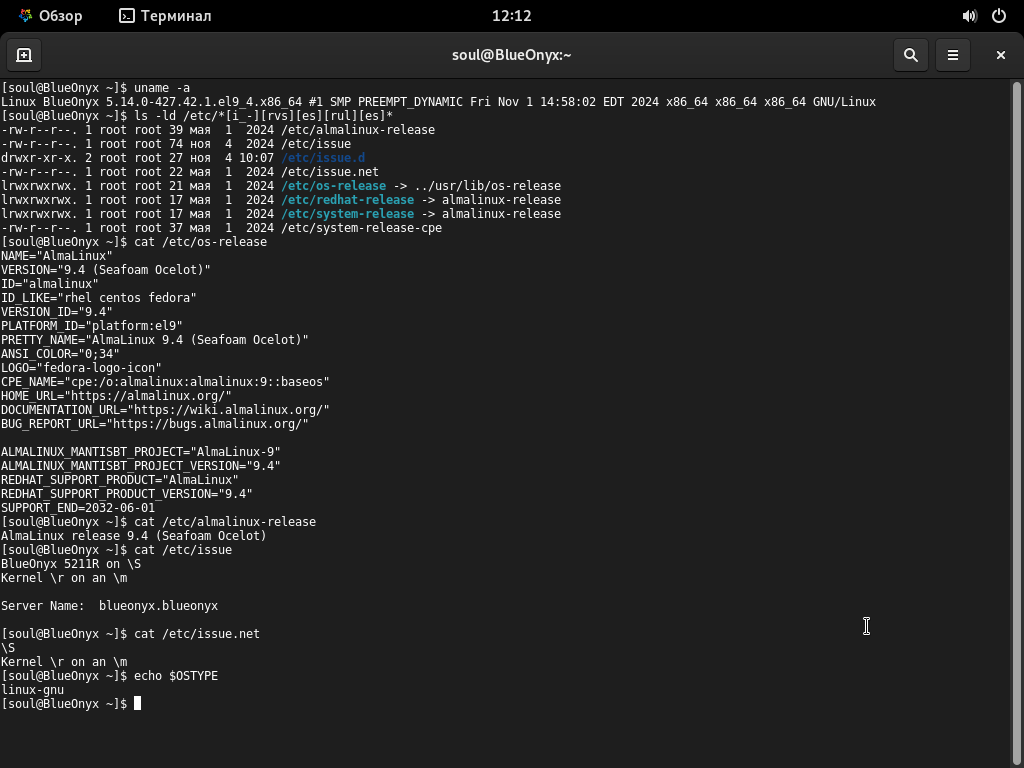 Обзор Терминал 12:12
soul@BlueOnyx:~
[soul@BlueOnyx ~]$ uname -a
Linux BlueOnyx 5.14.0-427.42.1.el9_4.x86_64 #1 SMP PREEMPT_DYNAMIC Fri Nov 1 14:58:02 EDT 2024 x86_64 x86_64 x86_64 GNU/Linux
[soul@BlueOnyx ~]$ ls -ld /etc/*[i_-][rvs][es][rul][es]*
-rw-r--r--. 1 root root 39 мая  1  2024 /etc/almalinux-release
-rw-r--r--. 1 root root 74 ноя  4  2024 /etc/issue
drwxr-xr-x. 2 root root 27 ноя  4 10:07 /etc/issue.d
-rw-r--r--. 1 root root 22 мая  1  2024 /etc/issue.net
lrwxrwxrwx. 1 root root 21 мая  1  2024 /etc/os-release -> ../usr/lib/os-release
lrwxrwxrwx. 1 root root 17 мая  1  2024 /etc/redhat-release -> almalinux-release
lrwxrwxrwx. 1 root root 17 мая  1  2024 /etc/system-release -> almalinux-release
-rw-r--r--. 1 root root 37 мая  1  2024 /etc/system-release-cpe
[soul@BlueOnyx ~]$ cat /etc/os-release
NAME="AlmaLinux"
VERSION="9.4 (Seafoam Ocelot)"
ID="almalinux"
ID_LIKE="rhel centos fedora"
VERSION_ID="9.4"
PLATFORM_ID="platform:el9"
PRETTY_NAME="AlmaLinux 9.4 (Seafoam Ocelot)"
ANSI_COLOR="0;34"
LOGO="fedora-logo-icon"
CPE_NAME="cpe:/o:almalinux:almalinux:9::baseos"
HOME_URL="https://almalinux.org/"
DOCUMENTATION_URL="https://wiki.almalinux.org/"
BUG_REPORT_URL="https://bugs.almalinux.org/"

ALMALINUX_MANTISBT_PROJECT="AlmaLinux-9"
ALMALINUX_MANTISBT_PROJECT_VERSION="9.4"
REDHAT_SUPPORT_PRODUCT="AlmaLinux"
REDHAT_SUPPORT_PRODUCT_VERSION="9.4"
SUPPORT_END=2032-06-01
[soul@BlueOnyx ~]$ cat /etc/almalinux-release
AlmaLinux release 9.4 (Seafoam Ocelot)
[soul@BlueOnyx ~]$ cat /etc/issue
BlueOnyx 5211R on \S
Kernel \r on an \m

Server Name:  blueonyx.blueonyx

[soul@BlueOnyx ~]$ cat /etc/issue.net
\S
Kernel \r on an \m
[soul@BlueOnyx ~]$ echo $OSTYPE
linux-gnu
[soul@BlueOnyx ~]$